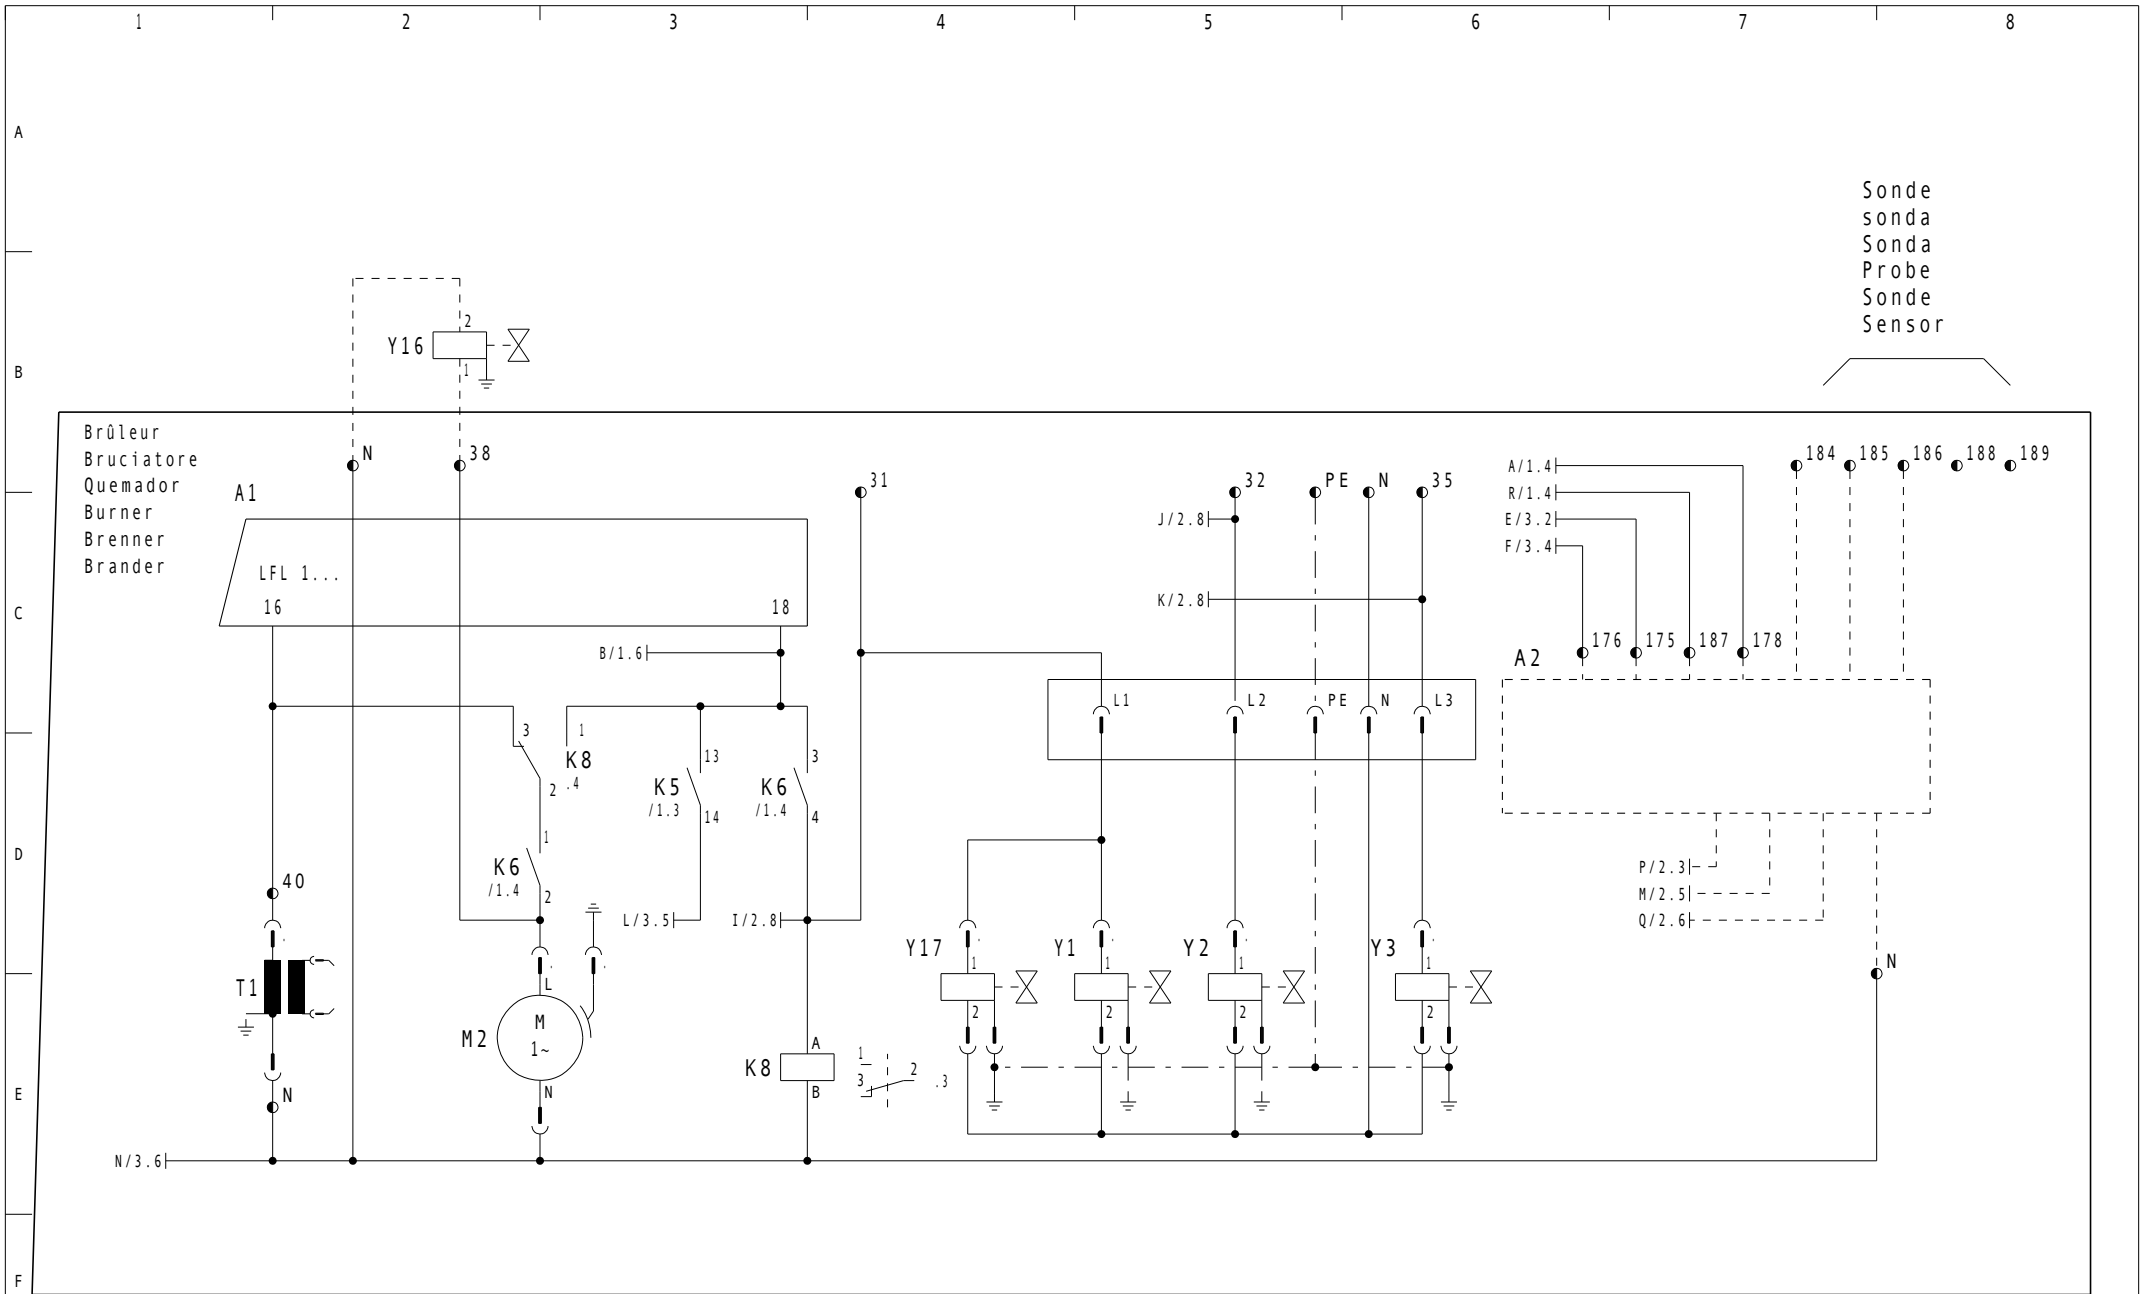 1 2 3 4 5 6 7 8
A
Sonde
sonda
Sonda
Probe
Sonde
Sensor
2
Y16
1
B
Brûleur
Bruciatore
Quemador
Burner
Brenner
Brander
N 38
184 185 186 188 189
A/1.4
R/1.4
E/3.2
F/3.4
A1
31
32 PE N 35
J/2.8
LFL 1...
16 18
K/2.8
C
B/1.6
176 175 187 178
A2
L1 L2 PE N L3
3 1
K8
.4
2
13
K5
/1.3
14
3
K6
/1.4
4
1
K6
/1.4
2
D
P/2.3
M/2.5
Q/2.6
40
L/3.5
I/2.8
Y17 Y1 Y2 Y3
1 1 1 1
N
T1
L
M2
M
1~
N
2 2 2 2
A
K8
B
1
3
2 .3
E
N
N/3.6
F